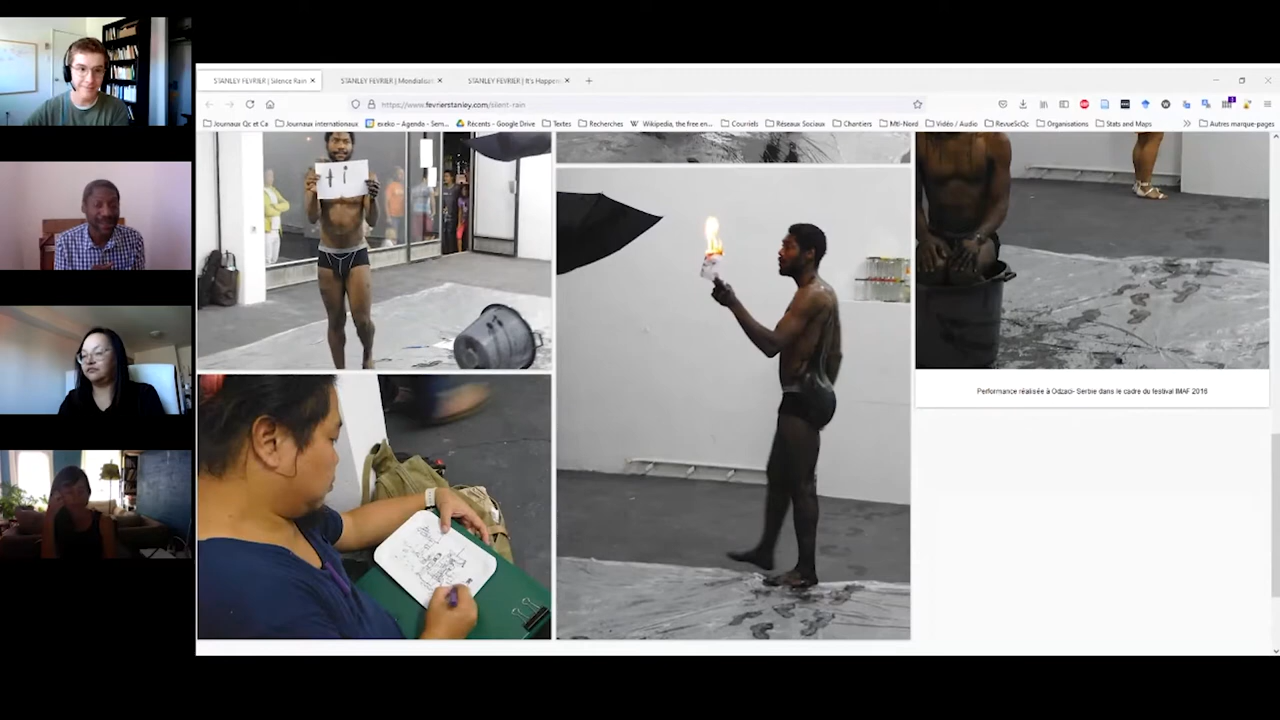 STANLEY FEVRIER | Silence Rain
STANLEY FEVRIER | Mondialisati
STANLEY FEVRIER | It's Happen
https://www.fevrierstanley.com/silent-rain
Journaux Qc et Ca
Journaux internationaux
exeko – Agenda - Sem...
Récents - Google Drive
Textes
Recherches
Wikipedia, the free en...
Courriels
Réseaux Sociaux
Chantiers
Mtl-Nord
Vidéo / Audio
RevueScQc
Organisations
Stats and Maps
Autres marque-pages
Performance réalisée à Odzaci- Serbie dans le cadre du festival IMAF 2016